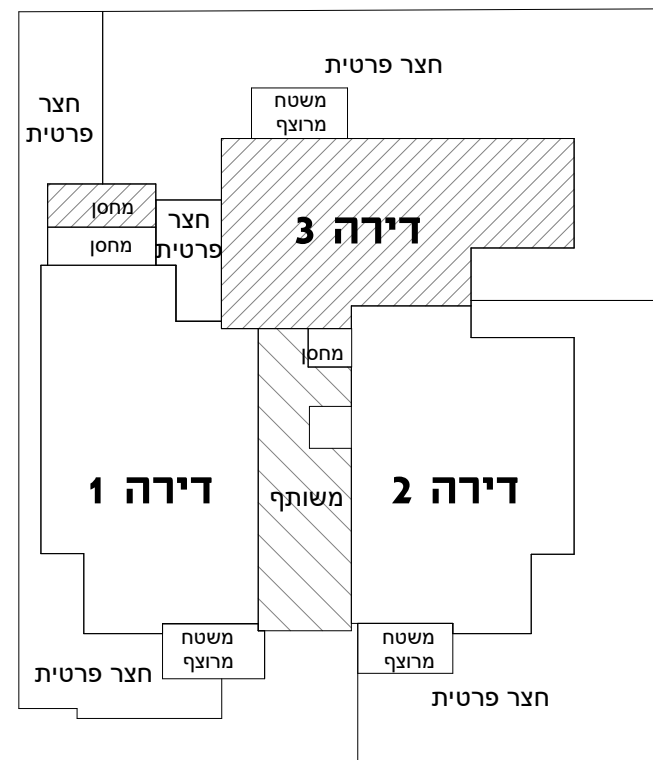 חצר פרטית
משטח
מרוצף
חצר
פרטית
מחסן
מחסן
חצר
פרטית
דירה 3
מחסן
דירה 1
משותף
דירה 2
משטח
מרוצף
משטח
מרוצף
חצר פרטית
חצר פרטית